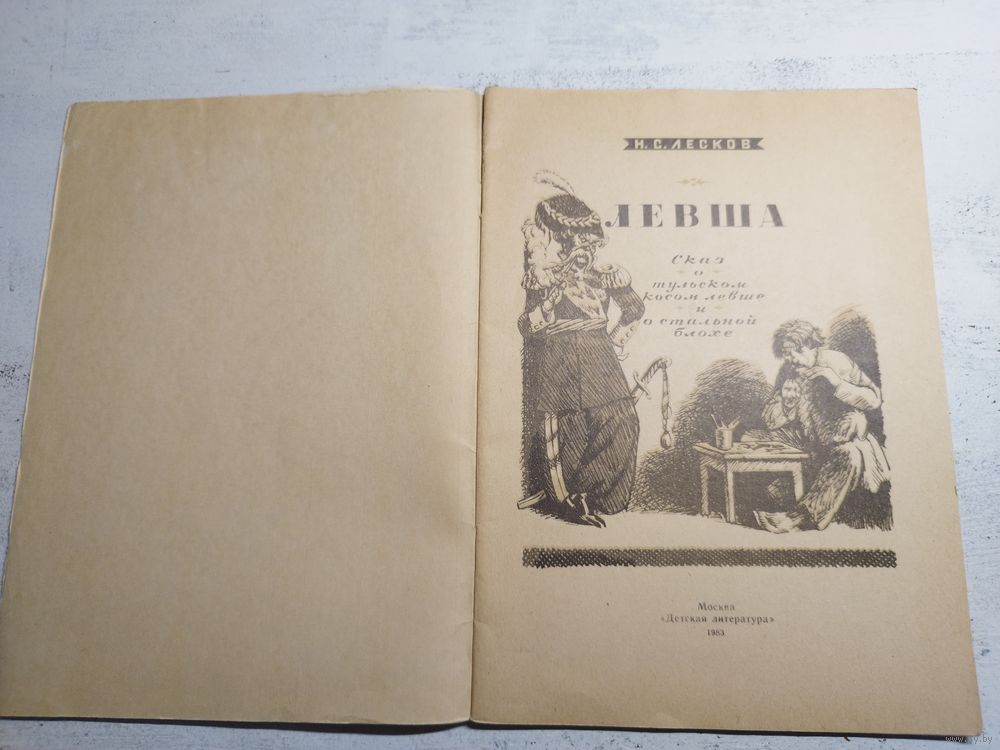 Н. С. ЛЕСКОВ
ЛЕВША
Сказ
о
тульском
косом левше
и
о стальной
блохе
Москва
«Детская литература»
1983